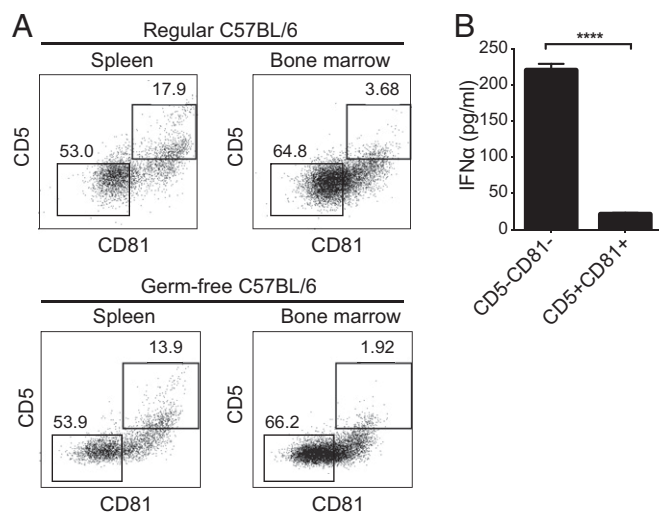 A
Regular C57BL/6
Spleen
Bone marrow
17.9
3.68
53.0
64.8
CD5
CD5
CD81
CD81
Germ-free C57BL/6
Spleen
Bone marrow
13.9
1.92
53.9
66.2
CD5
CD5
CD81
CD81
B
****
IFNα (pg/ml)
250
200
150
100
50
0
CD5-CD81-
CD5+CD81+